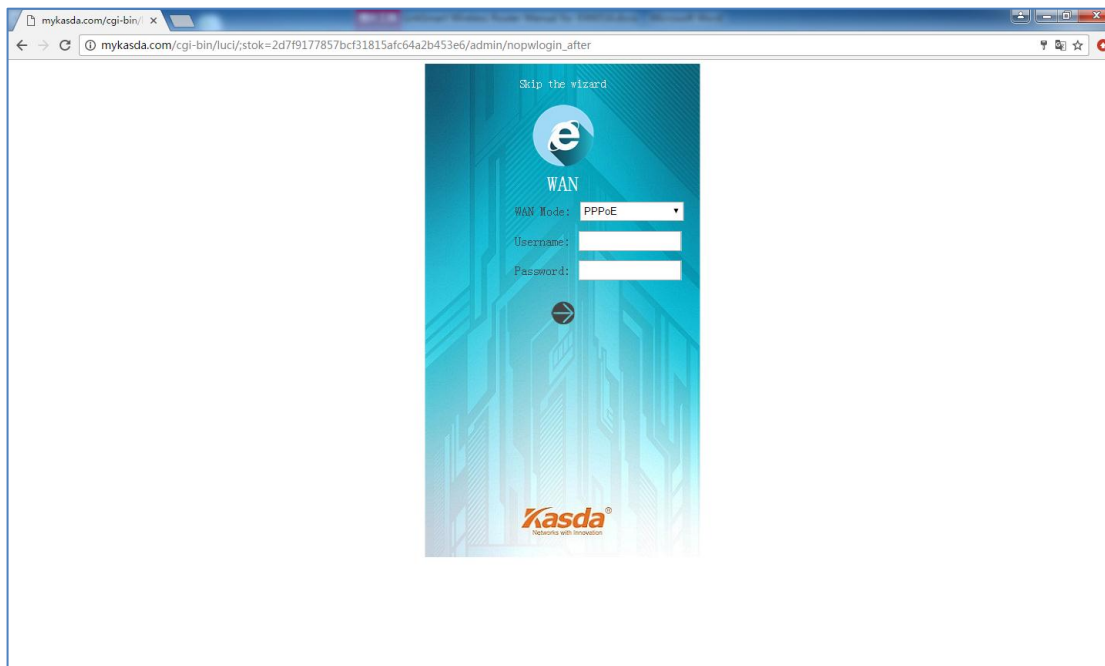 mykasda.com/cgi-bin/l
mykasda.com/cgi-bin/luci/;stok=2d7f9177857bcf31815afc64a2b453e6/admin/nopwlogin_after
Skip the wizard
WAN
WAN Mode: PPPoE
Username:
Password:
Kasda®
Networks with Innovation